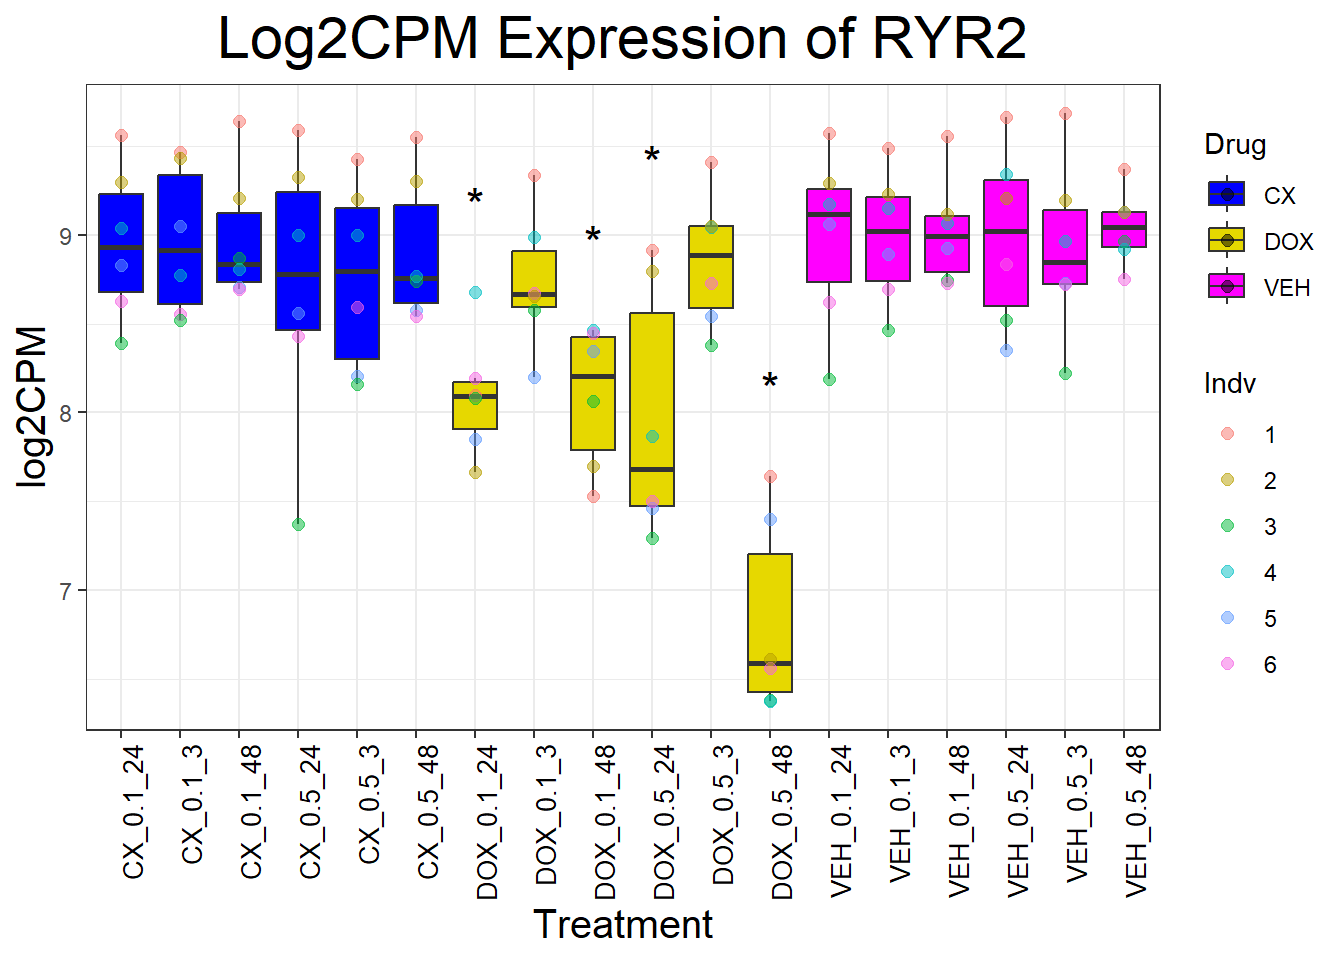 Log2CPM Expression of RYR2
log2CPM
9
8
7
*
*
*
*
CX_0.1_24
CX_0.1_3
CX_0.1_48
CX_0.5_24
CX_0.5_3
CX_0.5_48
DOX_0.1_24
DOX_0.1_3
DOX_0.1_48
DOX_0.5_24
DOX_0.5_3
DOX_0.5_48
VEH_0.1_24
VEH_0.1_3
VEH_0.1_48
VEH_0.5_24
VEH_0.5_3
VEH_0.5_48
Treatment
Drug
CX
DOX
VEH
Indv
1
2
3
4
5
6